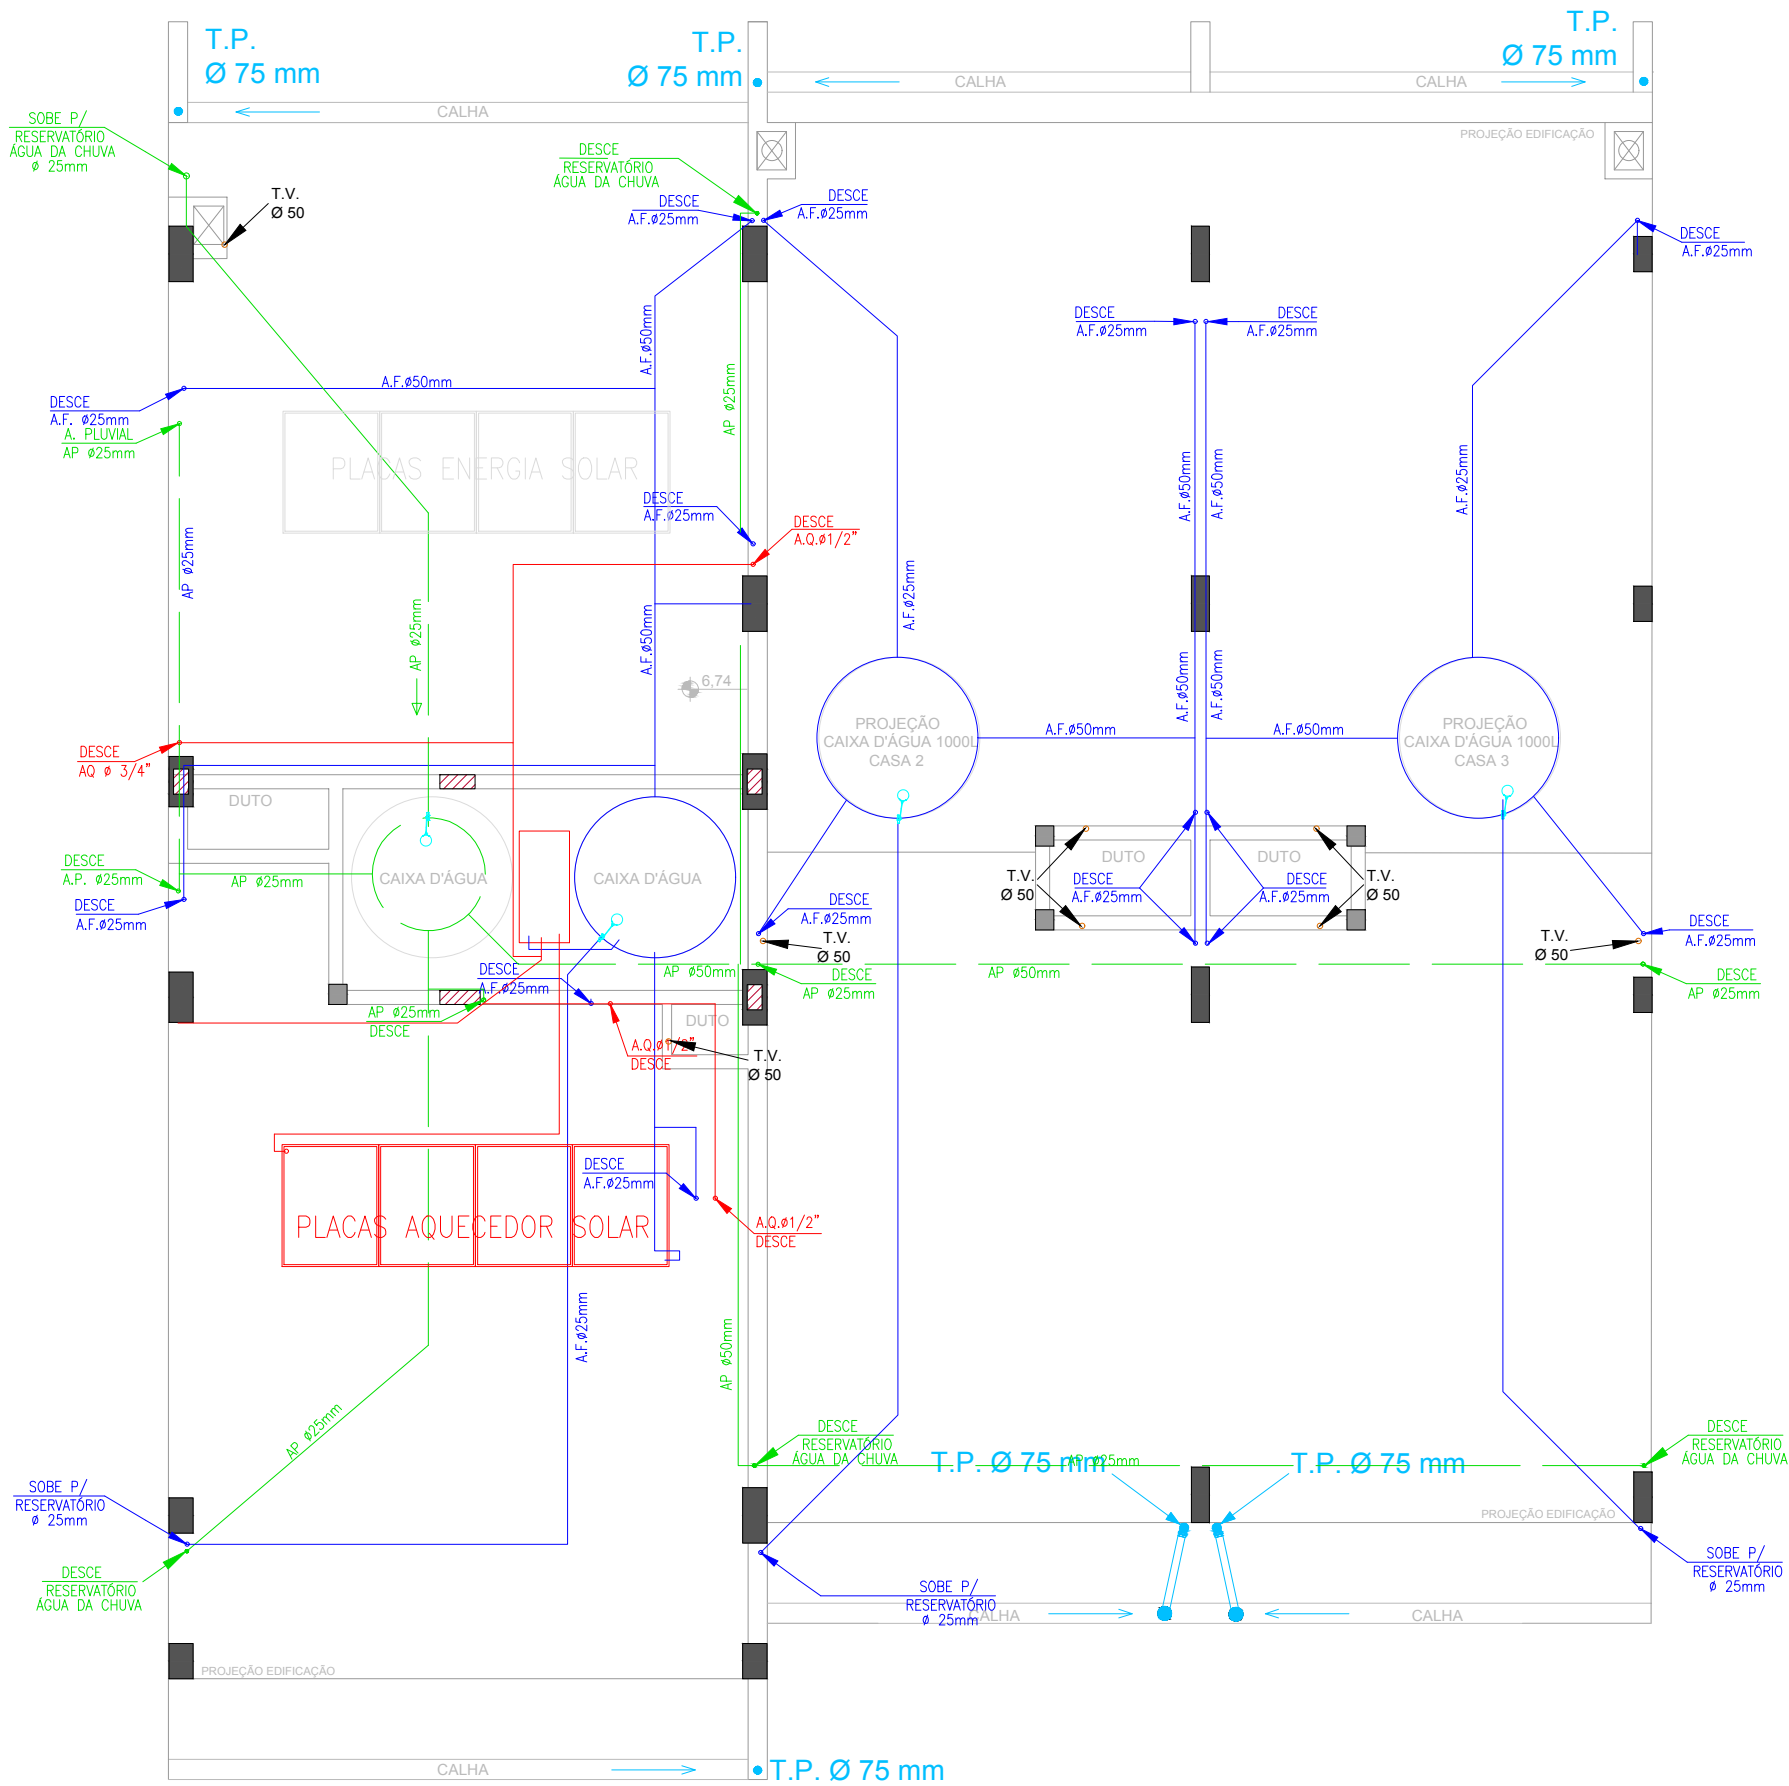 T.P.
Ø 75 mm
T.P.
Ø 75 mm
T.P.
Ø 75 mm
CALHA
CALHA
CALHA
PROJEÇÃO EDIFICAÇÃO
SOBE P/
RESERVATÓRIO
ÁGUA DA CHUVA
ø 25mm
DESCE
RESERVATÓRIO
ÁGUA DA CHUVA
T.V.
Ø 50
DESCE
A.F.ø25mm
DESCE
A.F.ø25mm
DESCE
A.F.ø25mm
DESCE
A.F.ø25mm
DESCE
A.F.ø25mm
A.F.ø50mm
A.F.ø50mm
AP ø25mm
DESCE
A.F. ø25mm
A. PLUVIAL
AP ø25mm
PLACAS ENERGIA SOLAR
DESCE
A.F.ø25mm
DESCE
A.Q.ø1/2"
A.F.ø50mm
A.F.ø50mm
A.F.ø25mm
AP ø25mm
AP ø25mm
A.F.ø50mm
A.F.ø25mm
6,74
A.F.ø50mm
A.F.ø50mm
PROJEÇÃO
CAIXA D'ÁGUA 1000L
CASA 2
A.F.ø50mm
A.F.ø50mm
PROJEÇÃO
CAIXA D'ÁGUA 1000L
CASA 3
DESCE
AQ ø 3/4"
DUTO
DESCE
A.P. ø25mm
AP ø25mm
CAIXA D'ÁGUA
CAIXA D'ÁGUA
DESCE
A.F.ø25mm
DUTO
DUTO
T.V.
Ø 50
DESCE
A.F.ø25mm
DESCE
A.F.ø25mm
T.V.
Ø 50
DESCE
A.F.ø25mm
T.V.
Ø 50
DESCE
A.F.ø25mm
T.V.
Ø 50
DESCE
A.F.ø25mm
AP ø50mm
DESCE
AP ø25mm
AP ø50mm
DESCE
AP ø25mm
AP ø25mm
DESCE
DUTO
A.Q.ø1/2"
DESCE
T.V.
Ø 50
DESCE
A.F.ø25mm
PLACAS AQUECEDOR SOLAR
A.Q.ø1/2"
DESCE
A.F.ø25mm
AP ø50mm
AP ø25mm
DESCE
RESERVATÓRIO
ÁGUA DA CHUVA
T.P. Ø 75 mm
AP ø25mm
T.P. Ø 75 mm
DESCE
RESERVATÓRIO
ÁGUA DA CHUVA
SOBE P/
RESERVATÓRIO
ø 25mm
PROJEÇÃO EDIFICAÇÃO
DESCE
RESERVATÓRIO
ÁGUA DA CHUVA
SOBE P/
RESERVATÓRIO
ø 25mm
SOBE P/
RESERVATÓRIO
ø 25mm
CALHA
CALHA
PROJEÇÃO EDIFICAÇÃO
CALHA
T.P. Ø 75 mm